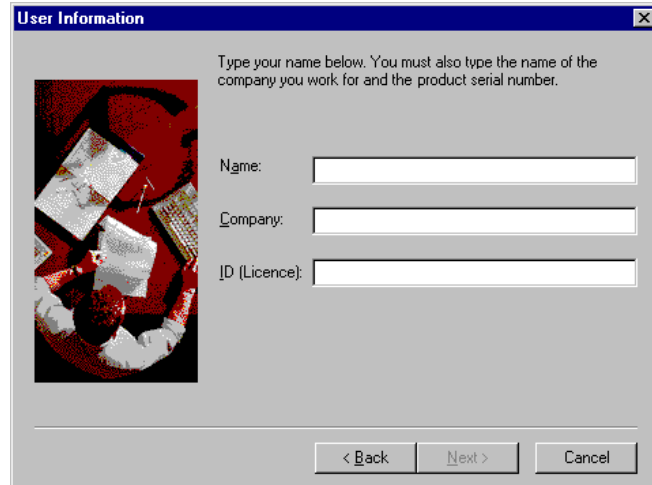 User Information
Type your name below. You must also type the name of the
company you work for and the product serial number.
Name:
Company:
ID (Licence):
< Back
Next >
Cancel